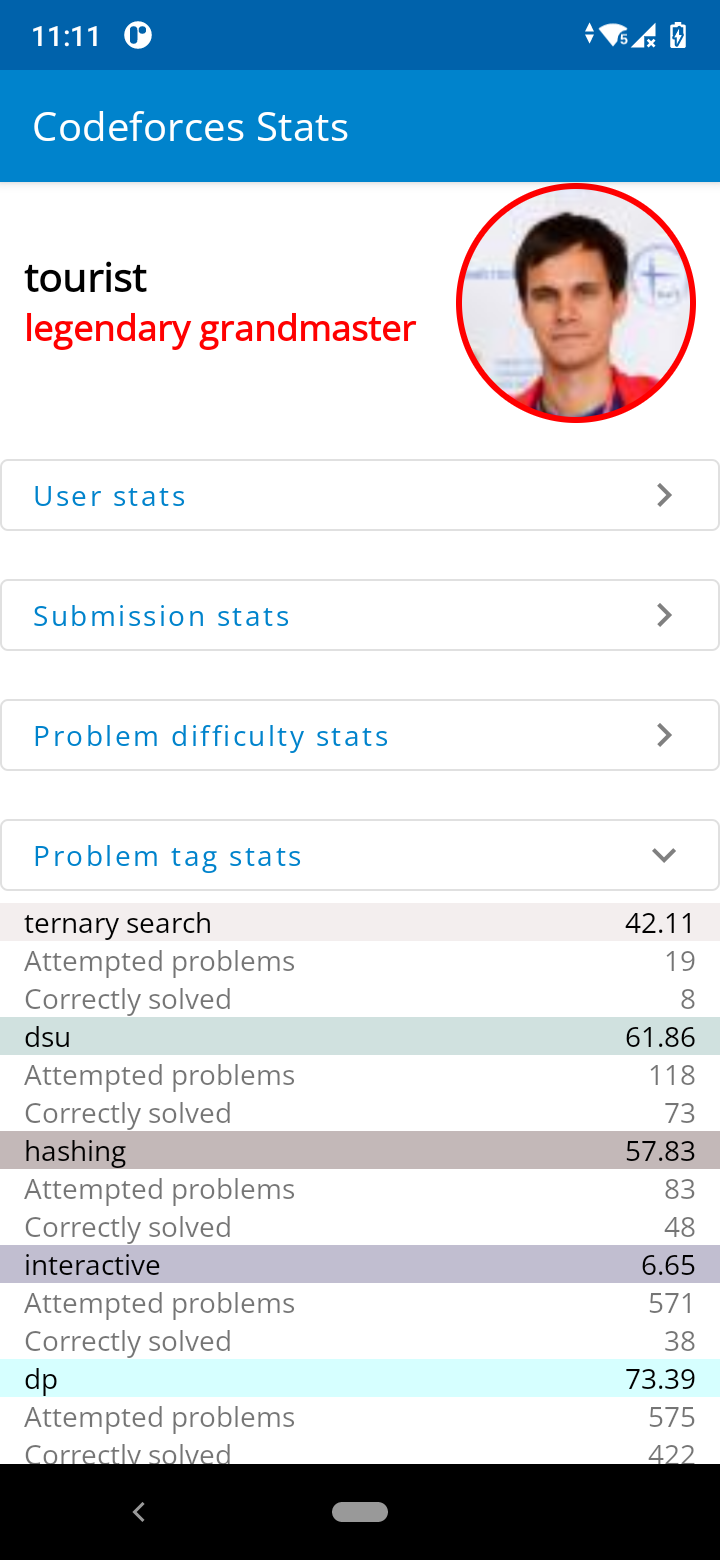 11:11
5
Codeforces Stats
tourist
legendary grandmaster
User stats
Submission stats
Problem difficulty stats
Problem tag stats
ternary search 42.11
Attempted problems 19
Correctly solved 8
dsu 61.86
Attempted problems 118
Correctly solved 73
hashing 57.83
Attempted problems 83
Correctly solved 48
interactive 6.65
Attempted problems 571
Correctly solved 38
dp 73.39
Attempted problems 575
Correctly solved 422